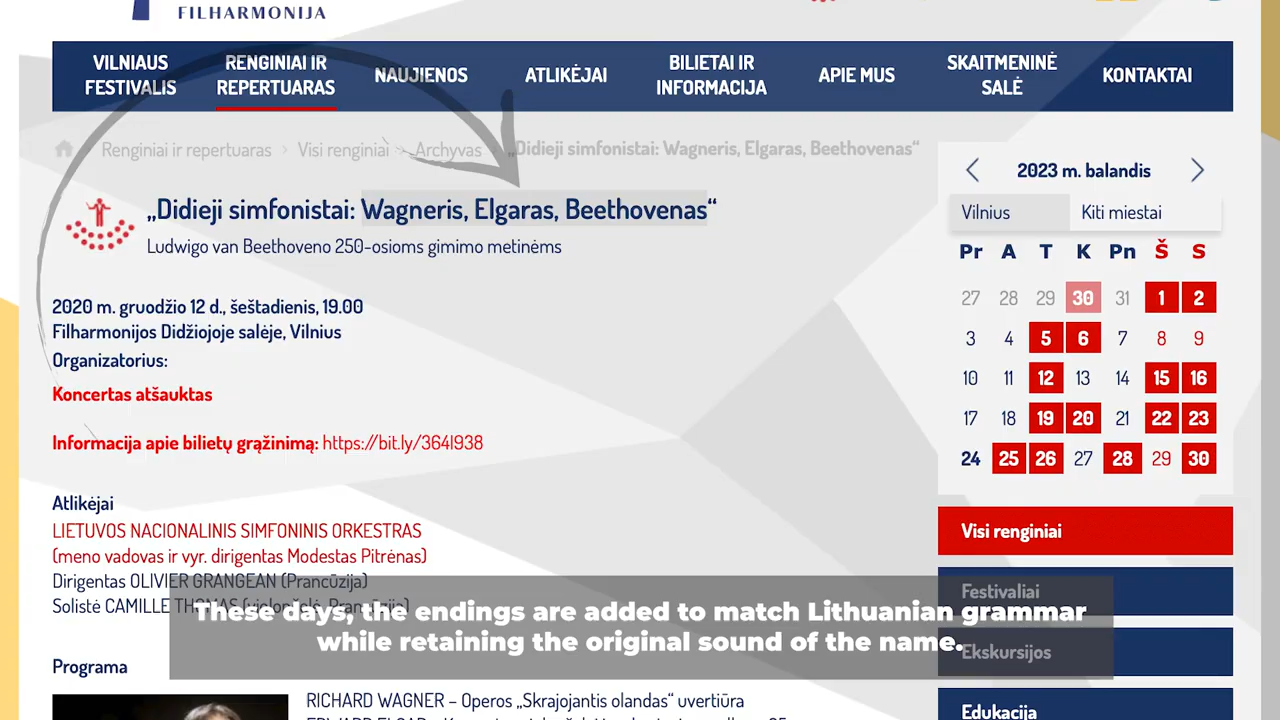 FILHARMONIJA
VILNIAUS
FESTIVALIS
RENGINIAI IR
REPERTUARAS
NAUJIENOS
ATLIKĖJAI
BILIETAI IR
INFORMACIJA
APIE MUS
SKAITMENINĖ
SALĖ
KONTAKTAI
Renginiai ir repertuaras > Visi renginiai > Archyvas > „Didieji simfonistai: Wagneris, Elgaras, Beethovenas“
„Didieji simfonistai: Wagneris, Elgaras, Beethovenas“
Ludwigo van Beethoveno 250-osioms gimimo metinėms
2020 m. gruodžio 12 d., šeštadienis, 19.00
Filharmonijos Didžiojoje salėje, Vilnius
Organizatorius:
Koncertas atšauktas
Informacija apie bilietų grąžinimą: https://bit.ly/364I938
Atlikėjai
LIETUVOS NACIONALINIS SIMFONINIS ORKESTRAS
(meno vadovas ir vyr. dirigentas Modestas Pitrėnas)
Dirigentas OLIVIER GRANGEAN (Prancūzija)
Solistė CAMILLE THOMAS (violončelė, Prancūzija)
These days, the endings are added to match Lithuanian grammar
while retaining the original sound of the name.
Programa
RICHARD WAGNER – Operos „Skrajojantis olandas“ uvertiūra
2023 m. balandis
Vilnius
Kiti miestai
Pr A T K Pn Š S
27 28 29 30 31 1 2
3 4 5 6 7 8 9
10 11 12 13 14 15 16
17 18 19 20 21 22 23
24 25 26 27 28 29 30
Visi renginiai
Festivaliai
Ekskursijos
Edukacija